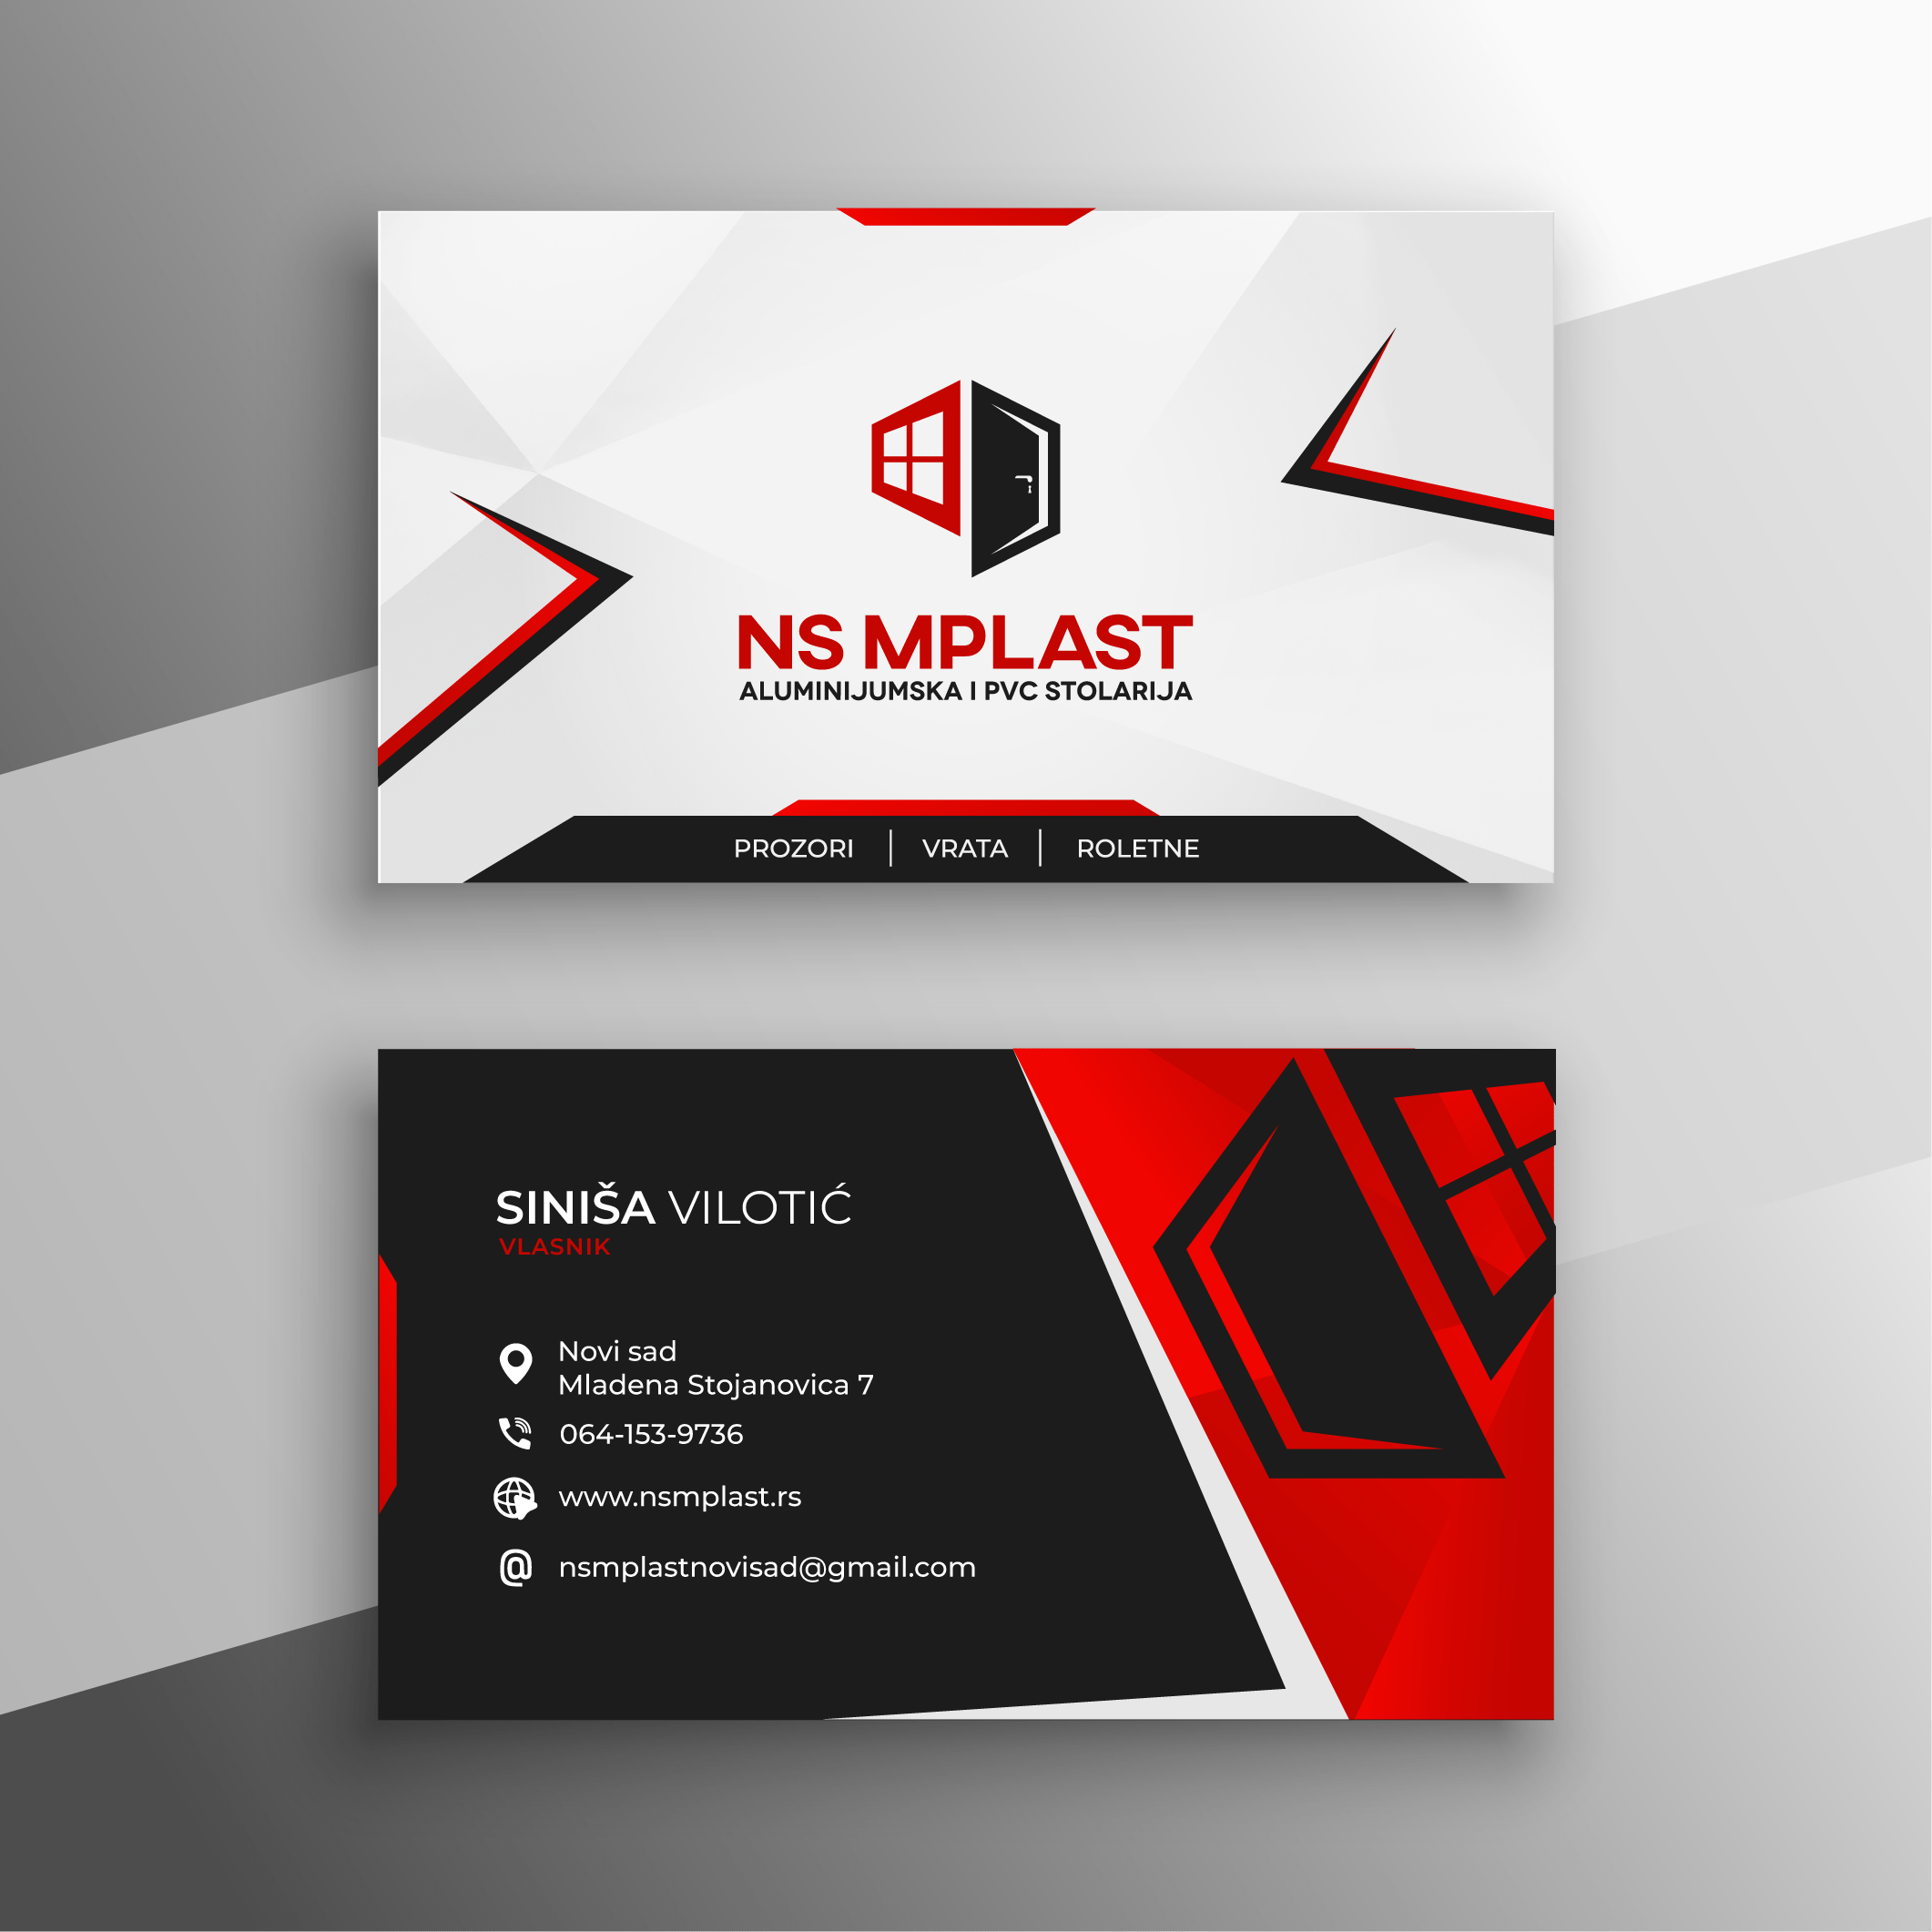 NS MPLAST
ALUMINIJUMSKA I PVC STOLARIJA
PROZORI | VRATA | ROLETNE
SINIŠA VILOTIĆ
VLASNIK
Novi sad
Mladena Stojanovica 7
064-153-9736
www.nsmplast.rs
nsmplastnovisad@gmail.com